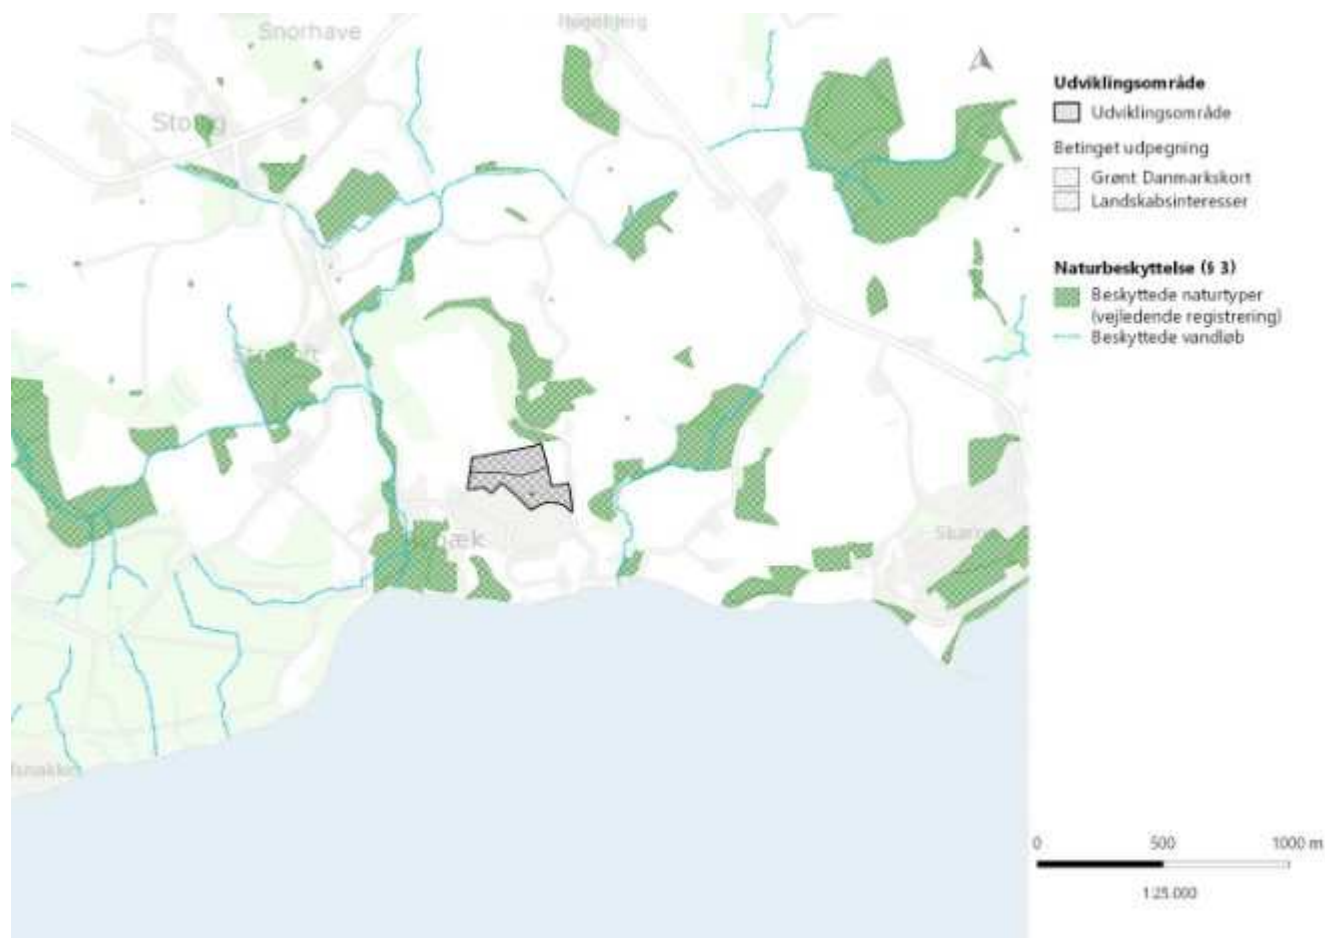 Snorhave
Udviklingsområde
Udviklingsområde
Betinget udpegning
Grønt Danmarkskort
Landskabsinteresser
Naturbeskyttelse (§ 3)
Beskyttede naturtyper
(vejledende registrering)
Beskyttede vandløb
0 500 1000 m
1:25.000